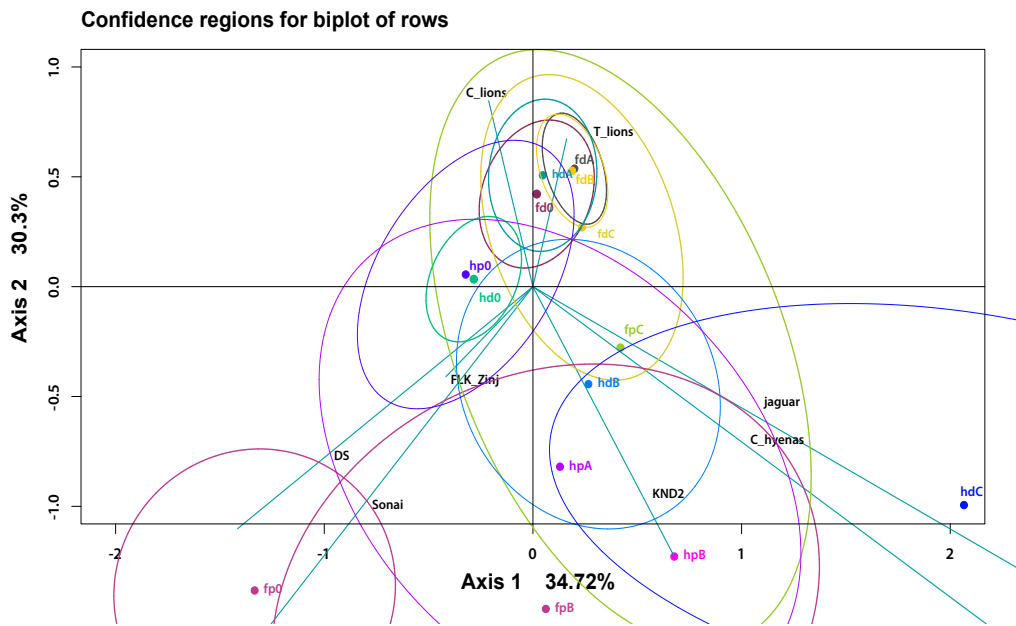 Confidence regions for biplot of rows
Axis 2 30.3%
1.0
0.5
0.0
-0.5
-1.0
C_lions
T_lions
fdA
hdA
fdB
fd0
fdC
hp0
hd0
fpC
FLK_Zinj
hdB
jaguar
C_hyenas
DS
hpA
KND2
Sonai
hdC
-2
-1
0
1
2
hpB
Axis 1 34.72%
fp0
fpB